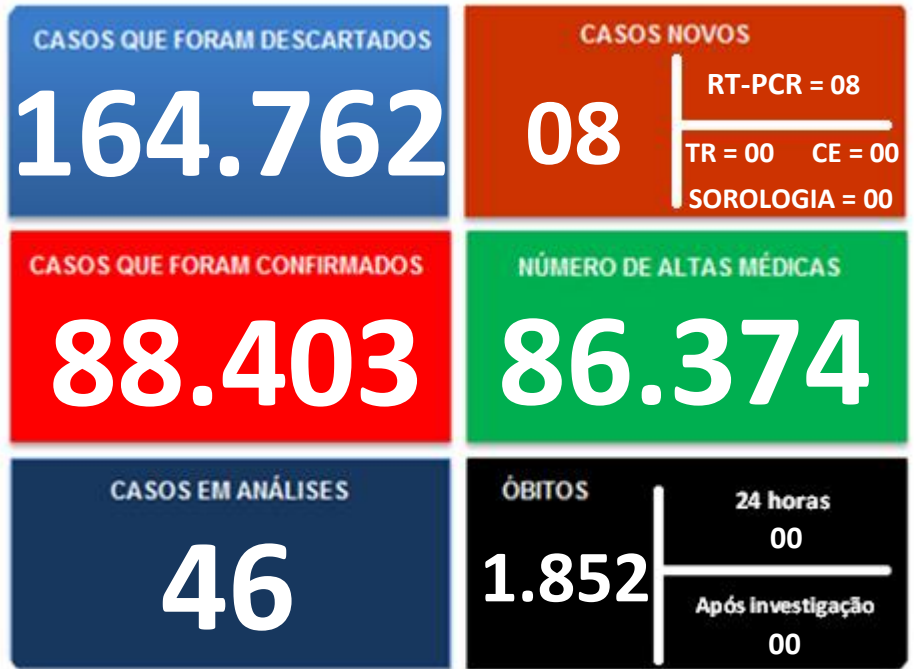 CASOS QUE FORAM DESCARTADOS
164.762
CASOS NOVOS
08
RT-PCR = 08
TR = 00 CE = 00
SOROLOGIA = 00
CASOS QUE FORAM CONFIRMADOS
88.403
NÚMERO DE ALTAS MÉDICAS
86.374
CASOS EM ANÁLISES
46
ÓBITOS
1.852
24 horas
00
Após investigação
00